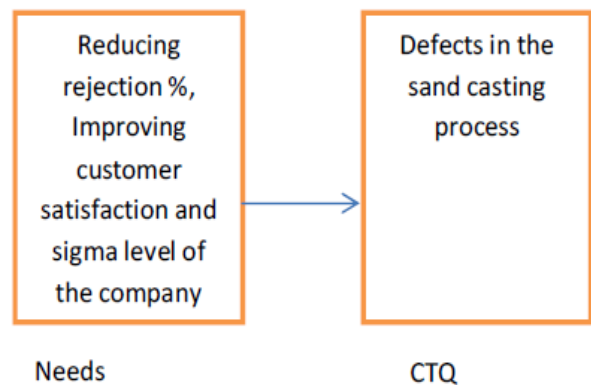 Reducing
rejection %,
Improving
customer
satisfaction and
sigma level of
the company
Defects in the
sand casting
process
Needs
CTQ